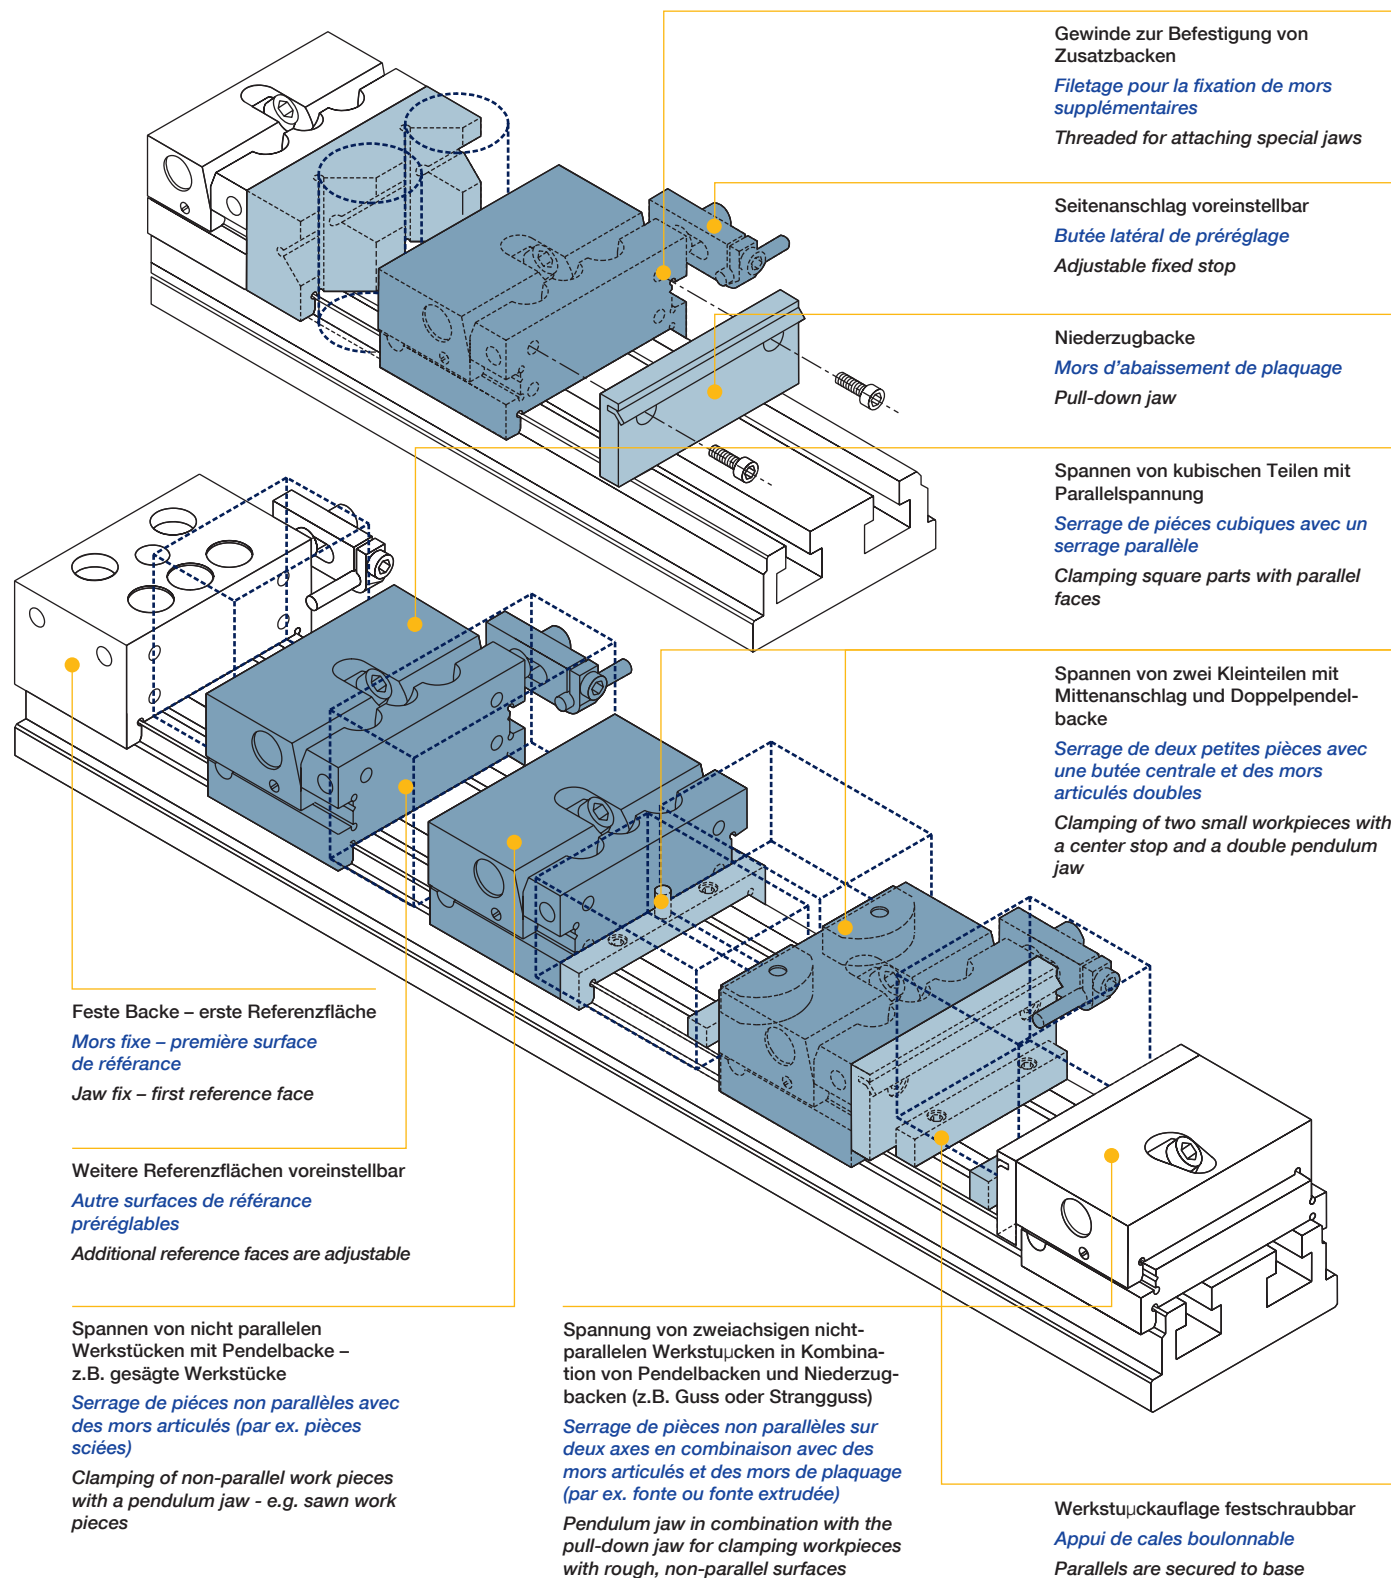 Gewinde zur Befestigung von
Zusatzbacken
Filetage pour la fixation de mors
supplémentaires
Threaded for attaching special jaws
Seitenanschlag voreinstellbar
Butée latéral de préréglage
Adjustable fixed stop
Niederzugbacke
Mors d'abaissement de plaquage
Pull-down jaw
Spannen von kubischen Teilen mit
Parallelspannung
Serrage de piéces cubiques avec un
serrage parallèle
Clamping square parts with parallel
faces
Spannen von zwei Kleinteilen mit
Mittenanschlag und Doppelpendel-
backe
Serrage de deux petites pièces avec
une butée centrale et des mors
articulés doubles
Clamping of two small workpieces with
a center stop and a double pendulum
jaw
Feste Backe – erste Referenzfläche
Mors fixe – première surface
de référance
Jaw fix – first reference face
Weitere Referenzflächen voreinstellbar
Autre surfaces de référance
préréglables
Additional reference faces are adjustable
Spannen von nicht parallelen
Werkstücken mit Pendelbacke –
z.B. gesägte Werkstücke
Serrage de piéces non parallèles avec
des mors articulés (par ex. pièces
sciées)
Clamping of non-parallel work pieces
with a pendulum jaw - e.g. sawn work
pieces
Spannung von zweiachsigen nicht-
parallelen Werkstuµcken in Kombina-
tion von Pendelbacken und Niederzug-
backen (z.B. Guss oder Strangguss)
Serrage de pièces non parallèles sur
deux axes en combinaison avec des
mors articulés et des mors de plaquage
(par ex. fonte ou fonte extrudée)
Pendulum jaw in combination with the
pull-down jaw for clamping workpieces
with rough, non-parallel surfaces
Werkstuµckauflage festschraubbar
Appui de cales boulonnable
Parallels are secured to base